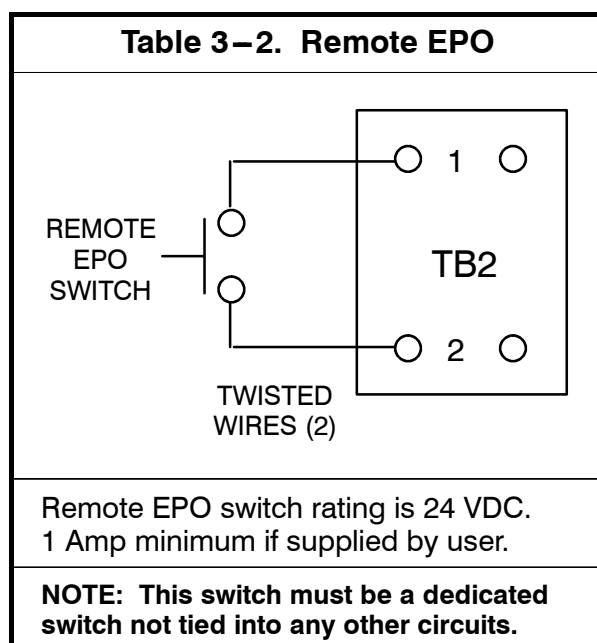 Table 3–2. Remote EPO
1
REMOTE
EPO
SWITCH
TB2
2
TWISTED
WIRES (2)
Remote EPO switch rating is 24 VDC.
1 Amp minimum if supplied by user.
NOTE: This switch must be a dedicated
switch not tied into any other circuits.